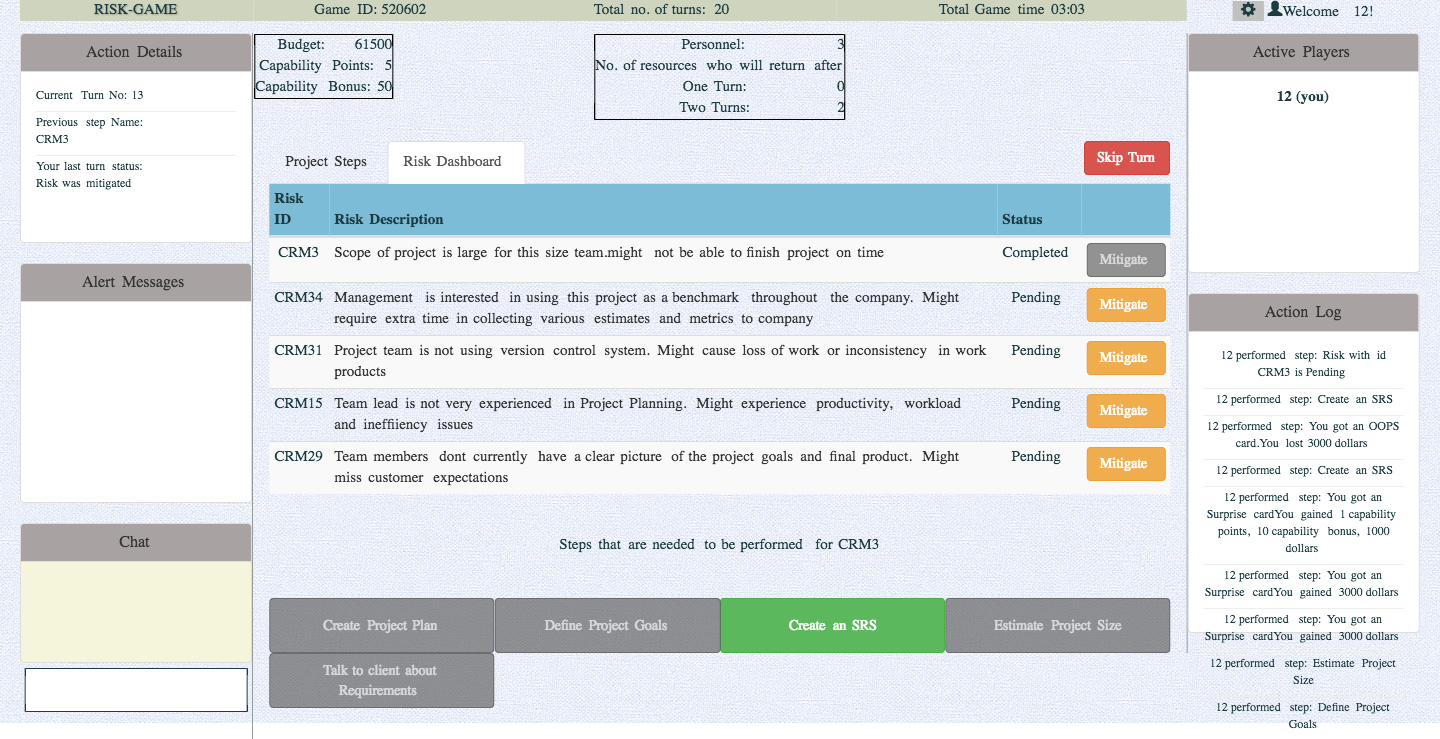 RISK-GAME
Game ID: 520602
Total no. of turns: 20
Total Game time 03:03
Welcome 12!
Action Details
Current Turn No: 13
Previous step Name:
CRM3
Your last turn status:
Risk was mitigated
Alert Messages
Chat
Budget: 61500
Capability Points: 5
Capability Bonus: 50
Personnel: 3
No. of resources who will return after
One Turn: 0
Two Turns: 2
Project Steps
Risk Dashboard
Skip Turn
Risk
ID Risk Description Status
CRM3 Scope of project is large for this size team.might not be able to finish project on time Completed Mitigate
CRM34 Management is interested in using this project as a benchmark throughout the company. Might Pending Mitigate
require extra time in collecting various estimates and metrics to company
CRM31 Project team is not using version control system. Might cause loss of work or inconsistency in work Pending Mitigate
products
CRM15 Team lead is not very experienced in Project Planning. Might experience productivity, workload Pending Mitigate
and ineffiiency issues
CRM29 Team members dont currently have a clear picture of the project goals and final product. Might Pending Mitigate
miss customer expectations
Steps that are needed to be performed for CRM3
Create Project Plan
Define Project Goals
Create an SRS
Estimate Project Size
Talk to client about
Requirements
Active Players
12 (you)
Action Log
12 performed step: Risk with id
CRM3 is Pending
12 performed step: Create an SRS
12 performed step: You got an OOPS
card.You lost 3000 dollars
12 performed step: Create an SRS
12 performed step: You got an
Surprise cardYou gained 1 capability
points, 10 capability bonus, 1000
dollars
12 performed step: You got an
Surprise cardYou gained 3000 dollars
12 performed step: You got an
Surprise cardYou gained 3000 dollars
12 performed step: Estimate Project
Size
12 performed step: Define Project
Goals